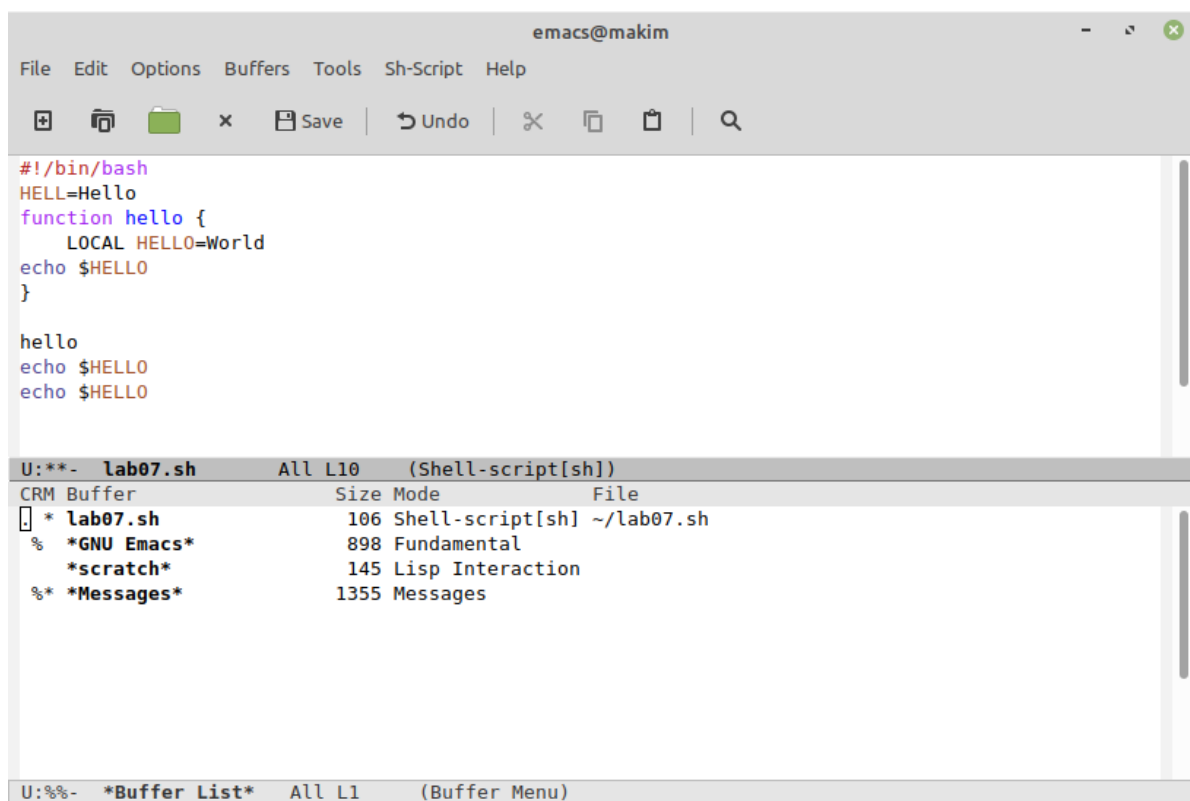 emacs@makim
File Edit Options Buffers Tools Sh-Script Help
Save Undo
#!/bin/bash
HELL=Hello
function hello {
    LOCAL HELLO=World
echo $HELLO
}
hello
echo $HELLO
echo $HELLO
U:**-  lab07.sh       All L10    (Shell-script[sh])
CRM Buffer                 Size Mode             File
. * lab07.sh                106 Shell-script[sh] ~/lab07.sh
 %  *GNU Emacs*             898 Fundamental
    *scratch*               145 Lisp Interaction
 %* *Messages*             1355 Messages
U:%%-  *Buffer List*   All L1     (Buffer Menu)